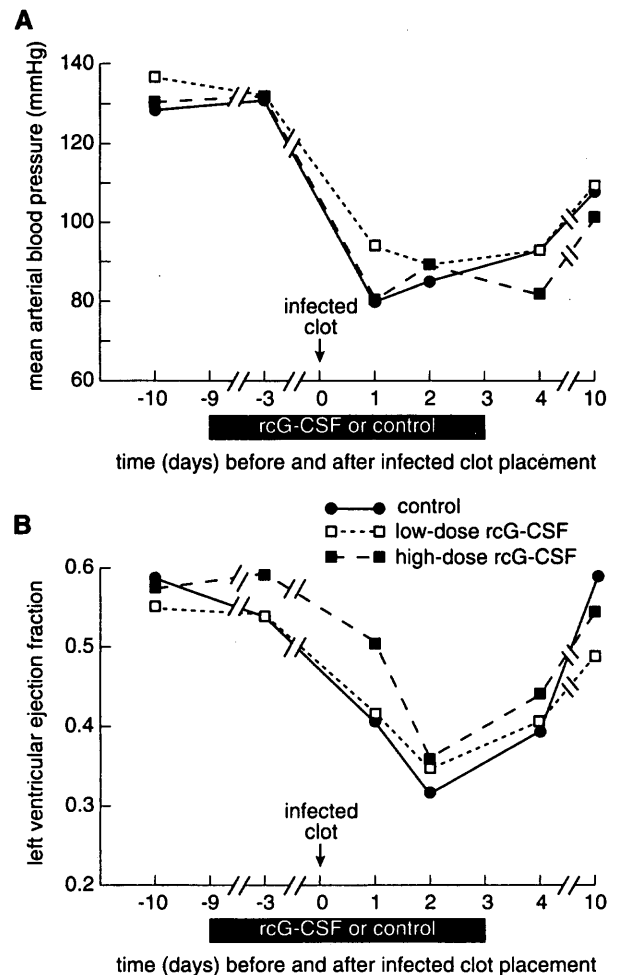 A
mean arterial blood pressure (mmHg)
140
120
100
80
60
infected
clot
-10 -9 -3 0 1 2 3 4 10
rcG-CSF or control
time (days) before and after infected clot placement
B
control
low-dose rcG-CSF
high-dose rcG-CSF
left ventricular ejection fraction
0.6
0.5
0.4
0.3
0.2
infected
clot
-10 -9 -3 0 1 2 3 4 10
rcG-CSF or control
time (days) before and after infected clot placement